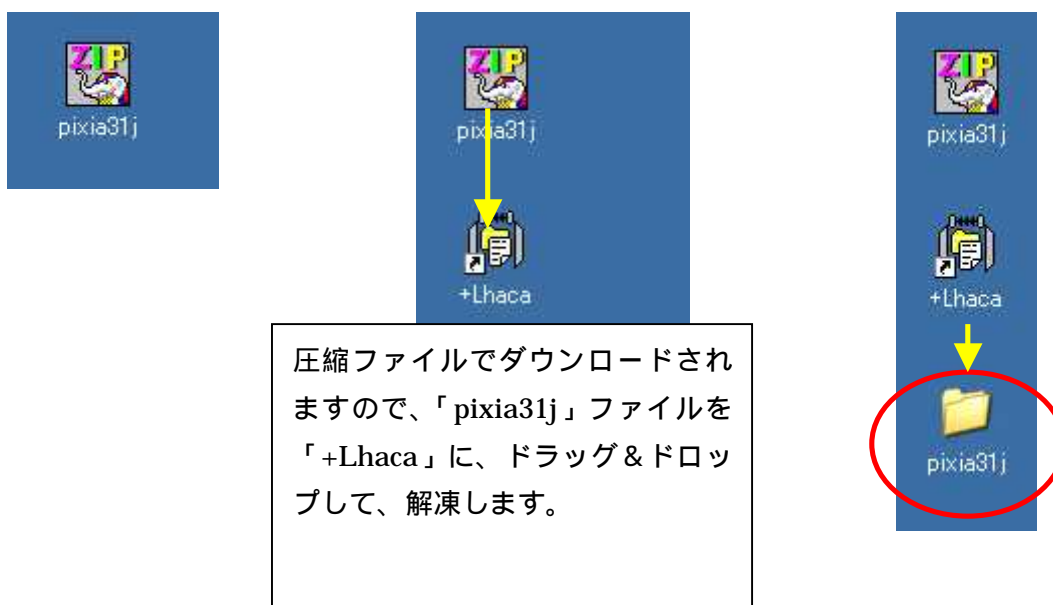 ZIP
pixia31j
ZIP
pixia31j
+Lhaca
圧縮ファイルでダウンロードされ
ますので、「pixia31j」ファイルを
「+Lhaca」に、ドラッグ＆ドロッ
プして、解凍します。
ZIP
pixia31j
+Lhaca
pixia31j